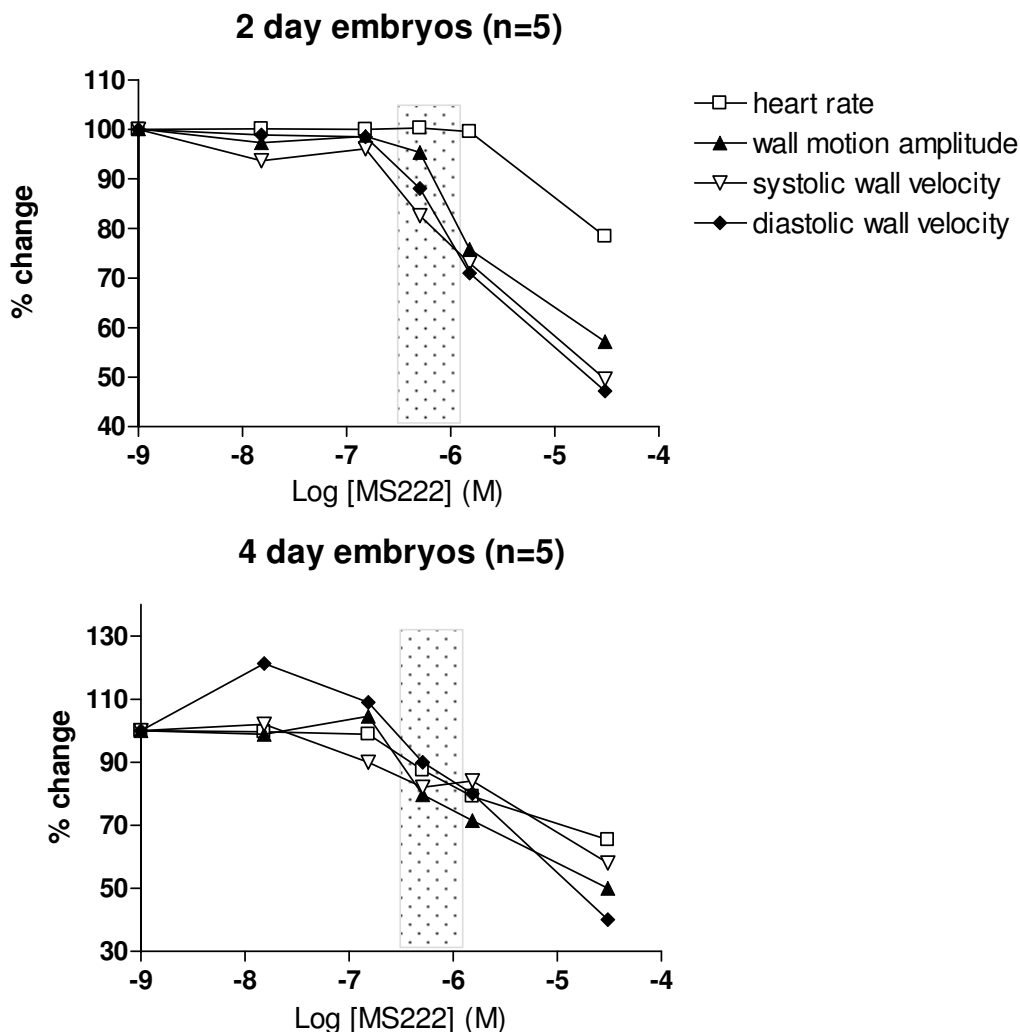 2 day embryos (n=5)
110
100
90
80
70
60
50
40
% change
-9 -8 -7 -6 -5 -4
Log [MS222] (M)
heart rate
wall motion amplitude
systolic wall velocity
diastolic wall velocity
4 day embryos (n=5)
130
110
90
70
50
30
% change
-9 -8 -7 -6 -5 -4
Log [MS222] (M)